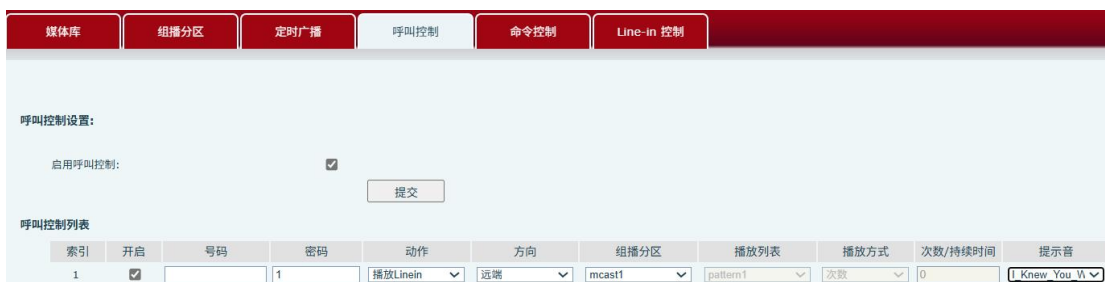 媒体库 组播分区 定时广播 呼叫控制 命令控制 Line-in 控制
呼叫控制设置:
启用呼叫控制:
提交
呼叫控制列表
索引 开启 号码 密码 动作 方向 组播分区 播放列表 播放方式 次数/持续时间 提示音
1 1 播放Linein 远端 mcast1 pattern1 次数 0 I_Knew_You_W